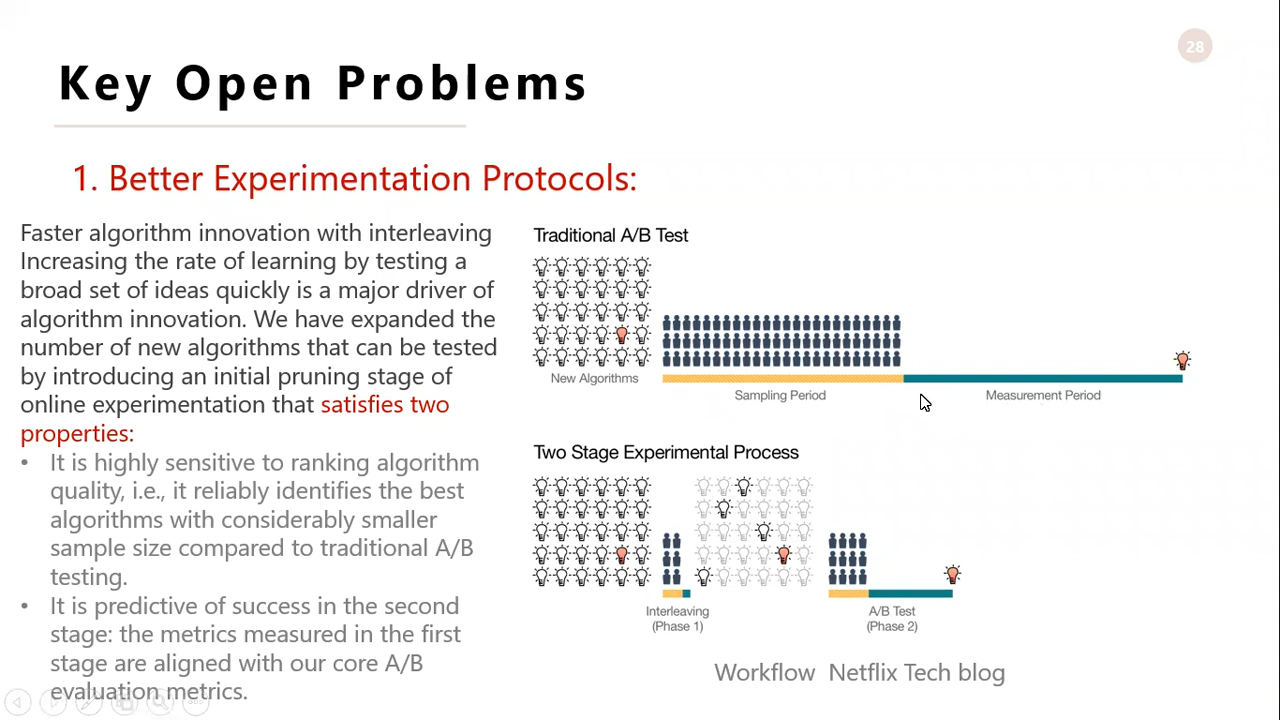 28
Key Open Problems
1. Better Experimentation Protocols:
Faster algorithm innovation with interleaving
Increasing the rate of learning by testing a
broad set of ideas quickly is a major driver of
algorithm innovation. We have expanded the
number of new algorithms that can be tested
by introducing an initial pruning stage of
online experimentation that satisfies two
properties:
• It is highly sensitive to ranking algorithm
quality, i.e., it reliably identifies the best
algorithms with considerably smaller
sample size compared to traditional A/B
testing.
• It is predictive of success in the second
stage: the metrics measured in the first
stage are aligned with our core A/B
evaluation metrics.
Traditional A/B Test
New Algorithms
Sampling Period
Measurement Period
Two Stage Experimental Process
Interleaving
(Phase 1)
A/B Test
(Phase 2)
Workflow Netflix Tech blog